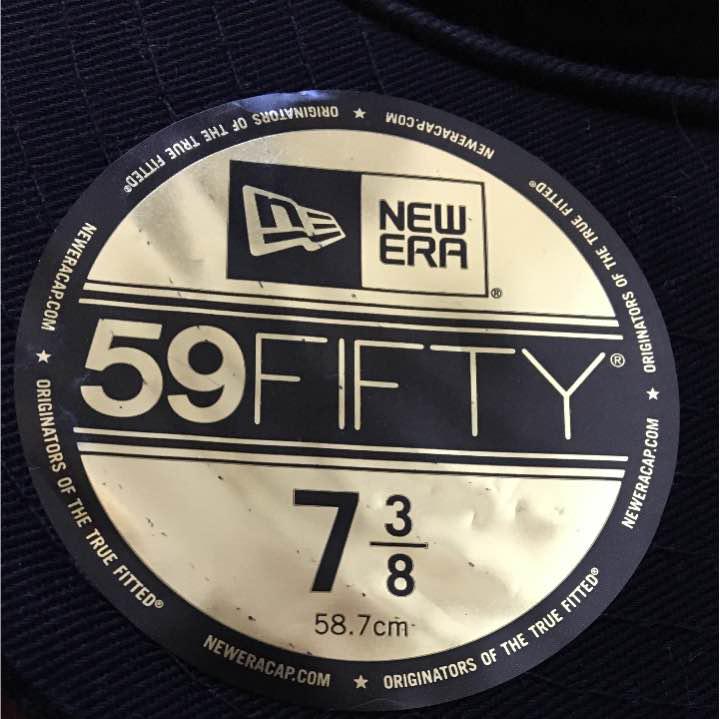 NEW
ERA
®
59FIFTY®
7 3/8
58.7cm
NEWERACAP.COM ★ ORIGINATORS OF THE TRUE FITTED®
NEWERACAP.COM ★ ORIGINATORS OF THE TRUE FITTED®
NEWERACAP.COM ★ ORIGINATORS OF THE TRUE FITTED®
NEWERACAP.COM ★ ORIGINATORS OF THE TRUE FITTED®